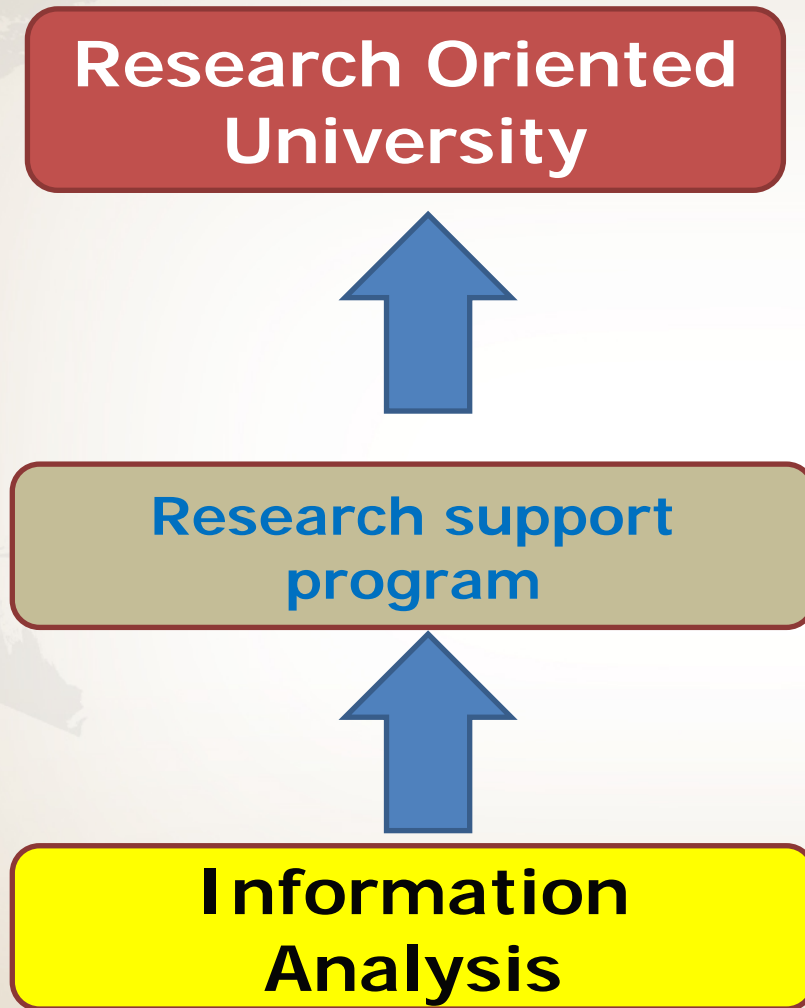 Research Oriented
University
Research support
program
Information
Analysis